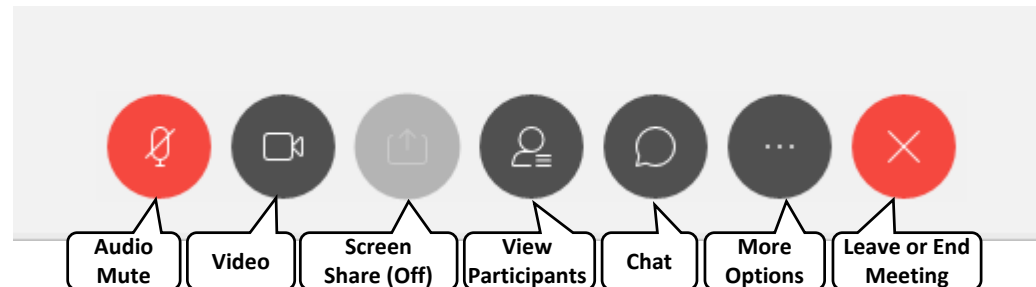 Audio
Mute
Video
Screen
Share (Off)
View
Participants
Chat
More
Options
Leave or End
Meeting